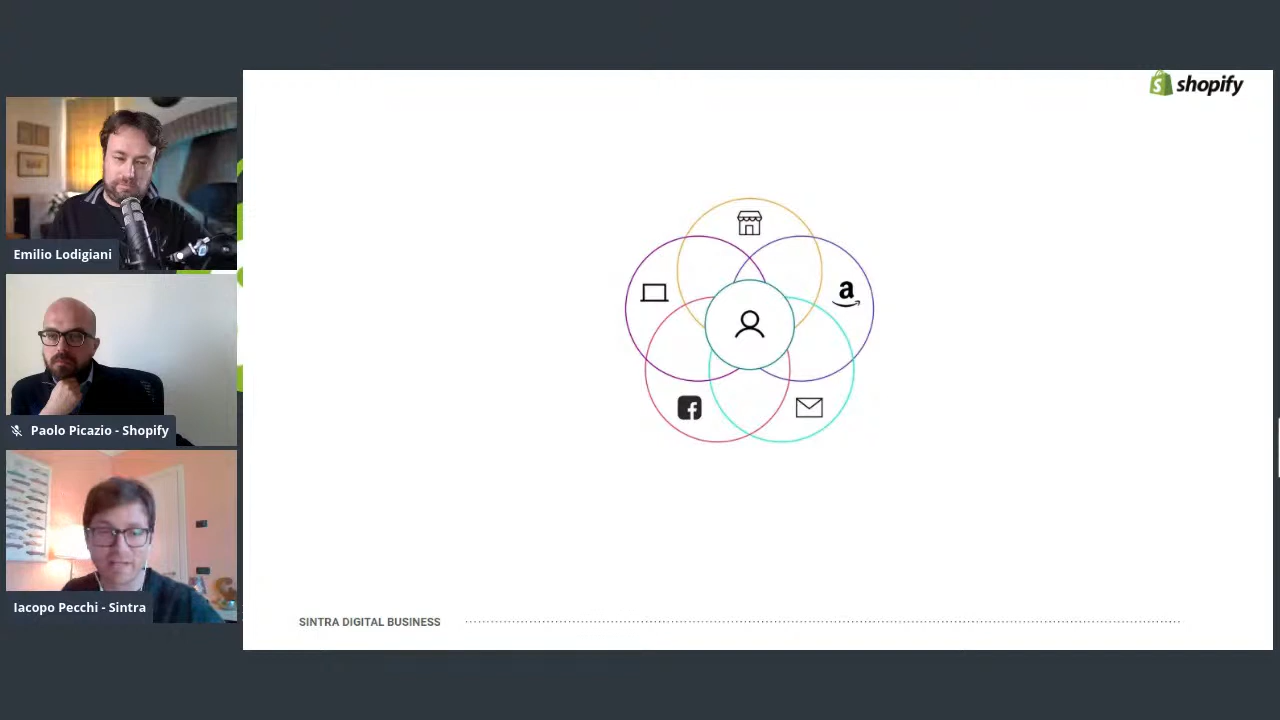 shopify
Emilio Lodigiani
a
Paolo Picazio - Shopify
Iacopo Pecchi - Sintra
SINTRA DIGITAL BUSINESS